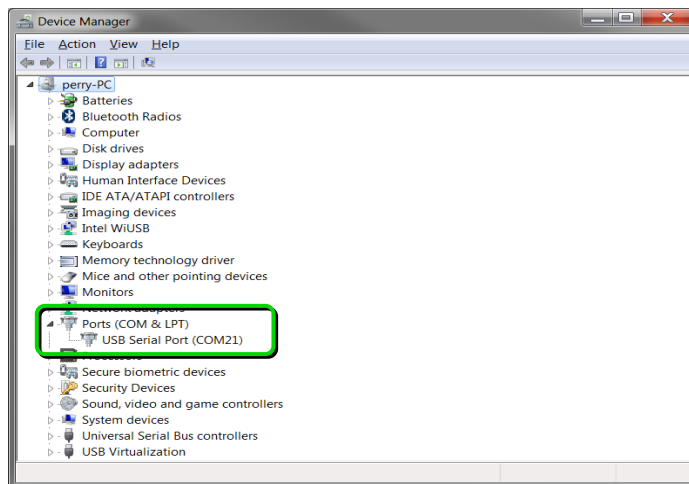 Device Manager
File Action View Help
perry-PC
Batteries
Bluetooth Radios
Computer
Disk drives
Display adapters
Human Interface Devices
IDE ATA/ATAPI controllers
Imaging devices
Intel WiUSB
Keyboards
Memory technology driver
Mice and other pointing devices
Monitors
Network adapters
Ports (COM & LPT)
USB Serial Port (COM21)
Processors
Secure biometric devices
Security Devices
Sound, video and game controllers
System devices
Universal Serial Bus controllers
USB Virtualization